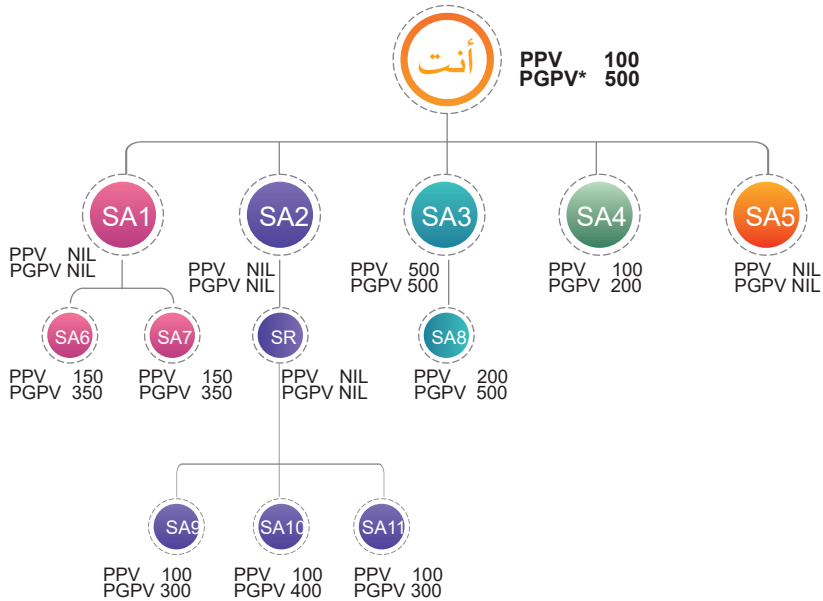 أنت
PPV 100
PGPV* 500
SA1
SA2
SA3
SA4
SA5
PPV NIL
PGPV NIL
PPV NIL
PGPV NIL
PPV 500
PGPV 500
PPV 100
PGPV 200
PPV NIL
PGPV NIL
SA6
SA7
SR
SA8
PPV 150
PGPV 350
PPV 150
PGPV 350
PPV NIL
PGPV NIL
PPV 200
PGPV 500
SA9
SA10
SA11
PPV 100
PGPV 300
PPV 100
PGPV 400
PPV 100
PGPV 300